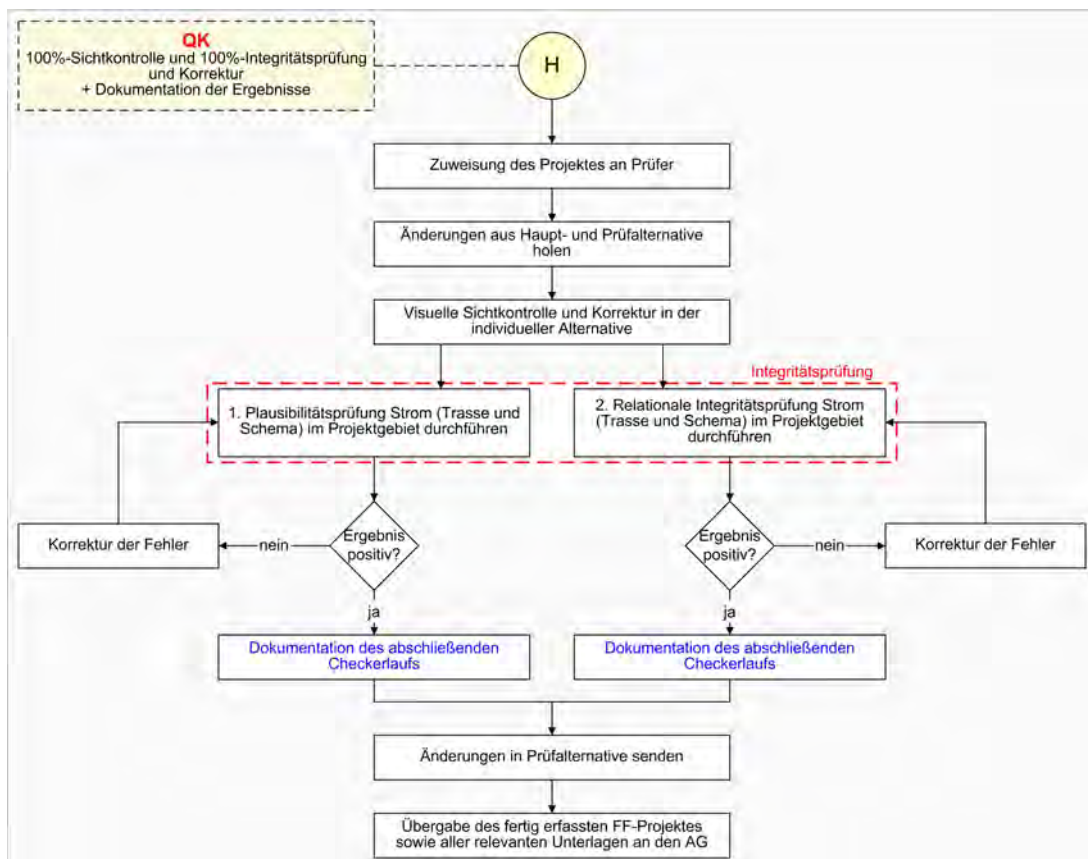 QK
100%-Sichtkontrolle und 100%-Integritätsprüfung
und Korrektur
+ Dokumentation der Ergebnisse
H
Zuweisung des Projektes an Prüfer
Änderungen aus Haupt- und Prüfalternative
holen
Visuelle Sichtkontrolle und Korrektur in der
individueller Alternative
Integritätsprüfung
1. Plausibilitätsprüfung Strom (Trasse und
Schema) im Projektgebiet durchführen
2. Relationale Integritätsprüfung Strom
(Trasse und Schema) im Projektgebiet
durchführen
Korrektur der Fehler
nein
Ergebnis
positiv?
Ergebnis
positiv?
nein
Korrektur der Fehler
ja
ja
Dokumentation des abschließenden
Checkerlaufs
Dokumentation des abschließenden
Checkerlaufs
Änderungen in Prüfalternative senden
Übergabe des fertig erfassten FF-Projektes
sowie aller relevanten Unterlagen an den AG